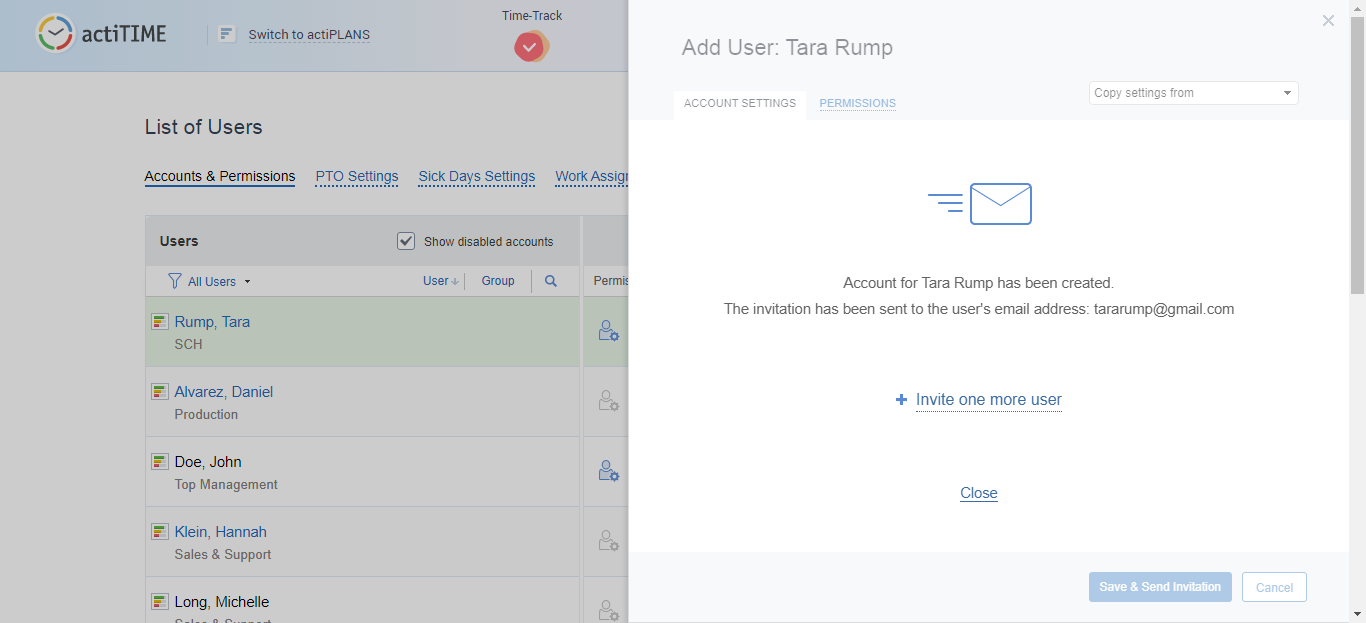 actiTIME
Switch to actiPLANS
Time-Track
List of Users
Accounts & Permissions
PTO Settings
Sick Days Settings
Work Assign
Users
Show disabled accounts
All Users
User
Group
Permis
Rump, Tara
SCH
Alvarez, Daniel
Production
Doe, John
Top Management
Klein, Hannah
Sales & Support
Long, Michelle
Sales & Support
Add User: Tara Rump
ACCOUNT SETTINGS
PERMISSIONS
Copy settings from
Account for Tara Rump has been created.
The invitation has been sent to the user's email address: tararump@gmail.com
Invite one more user
Close
Save & Send Invitation
Cancel